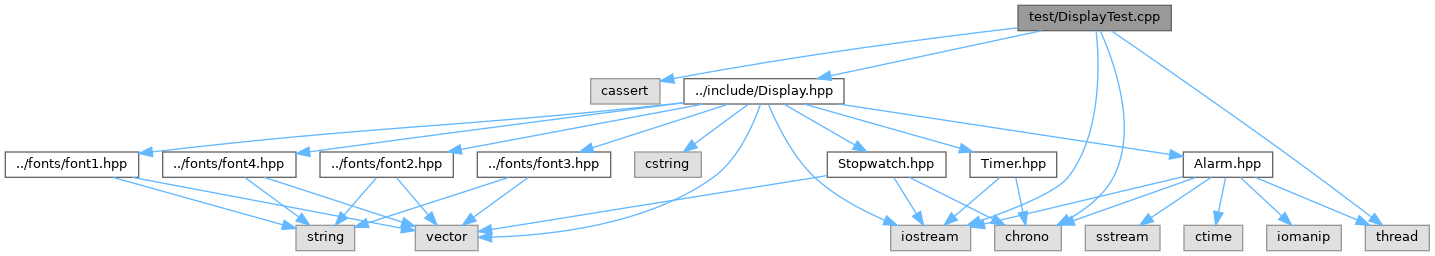 test/DisplayTest.cpp
cassert
../include/Display.hpp
../fonts/font1.hpp
../fonts/font4.hpp
../fonts/font2.hpp
../fonts/font3.hpp
cstring
Stopwatch.hpp
Timer.hpp
Alarm.hpp
string
vector
iostream
chrono
sstream
ctime
iomanip
thread